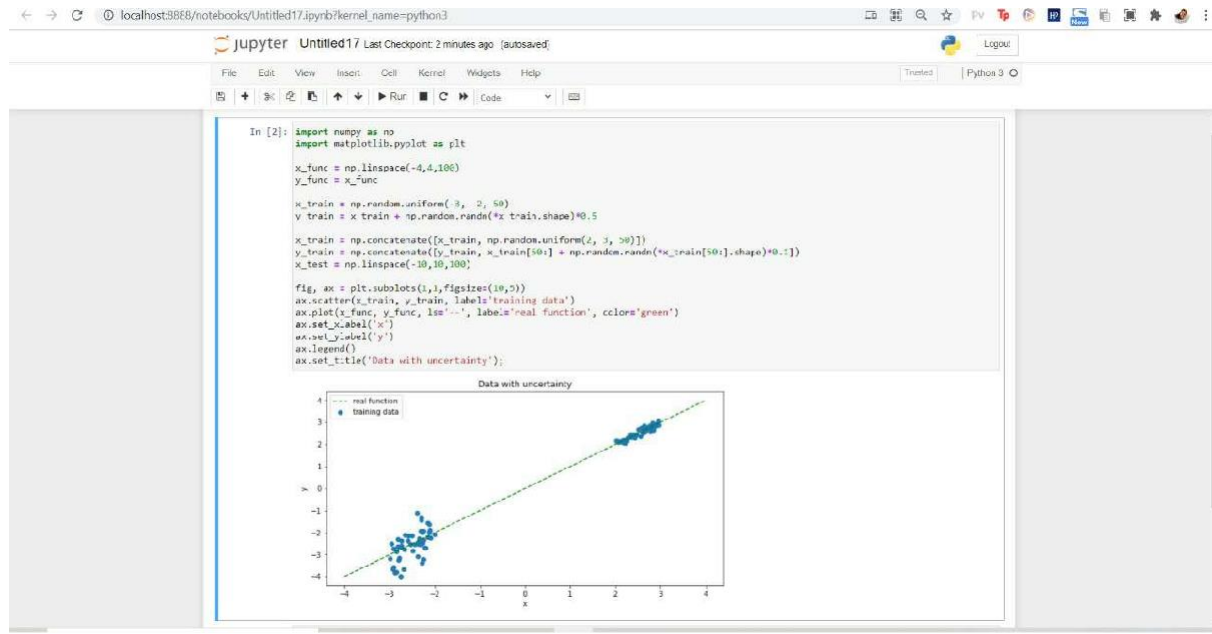 localhost:8888/notebooks/Untitled17.ipynb?kernel_name=python3
PV Tp New
jupyter Untitled17 Last Checkpoint: 2 minutes ago (autosaved) Logout
File Edit View Insert Cell Kernel Widgets Help Trusted Python 3
Run Code
In [2]: import numpy as np
import matplotlib.pyplot as plt
x_func = np.linspace(-4,4,100)
y_func = x_func
x_train = np.random.uniform(-3, -2, 50)
y_train = x_train + np.random.randn(*x_train.shape)*0.5
x_train = np.concatenate([x_train, np.random.uniform(2, 3, 50)])
y_train = np.concatenate([y_train, x_train[50:] + np.random.randn(*x_train[50:].shape)*0.1])
x_test = np.linspace(-10,10,100)
fig, ax = plt.subplots(1,1,figsize=(10,5))
ax.scatter(x_train, y_train, label='training data')
ax.plot(x_func, y_func, ls='--', label='real function', color='green')
ax.set_xlabel('x')
ax.set_ylabel('y')
ax.legend()
ax.set_title('Data with uncertainty');
Data with uncertainty
real function
training data
4
3
2
1
0
-1
-2
-3
-4
y
-4 -3 -2 -1 0 1 2 3 4
x